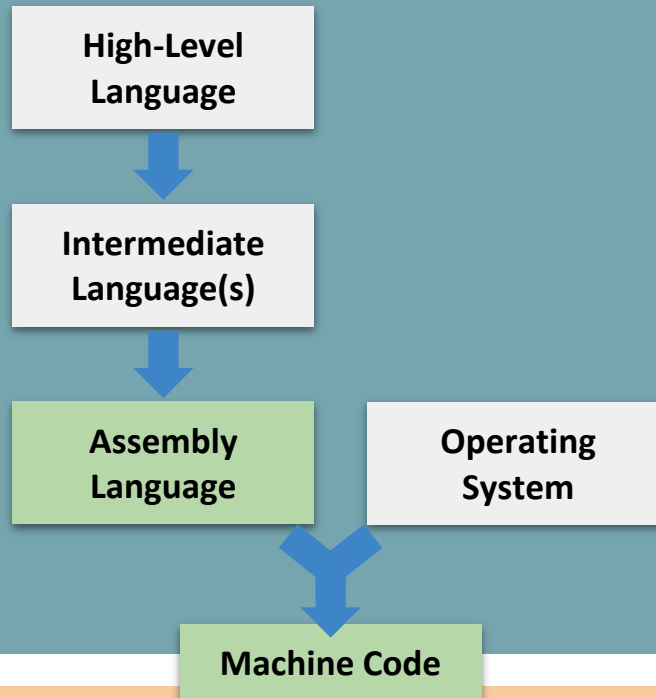 High-Level
Language
Intermediate
Language(s)
Assembly
Language
Operating
System
Machine Code